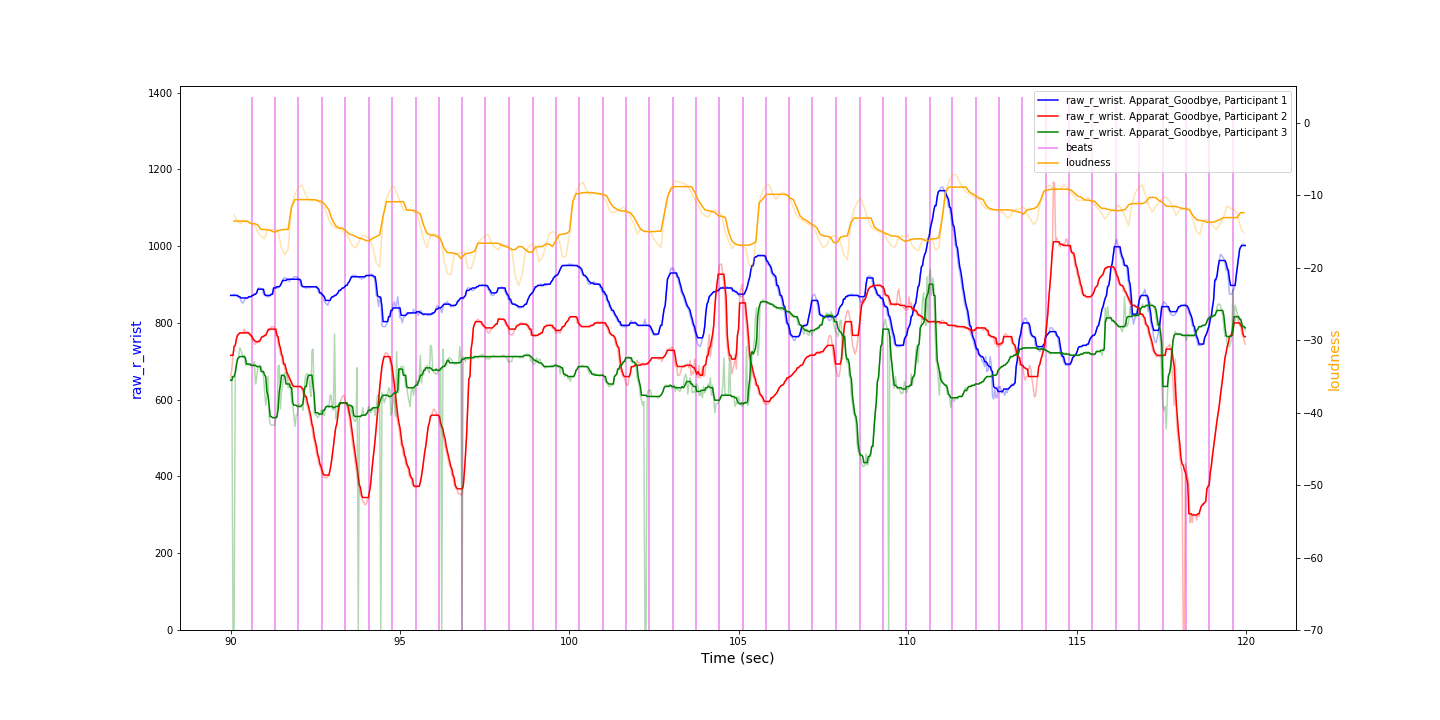 raw_r_wrist. Apparat_Goodbye, Participant 1
raw_r_wrist. Apparat_Goodbye, Participant 2
raw_r_wrist. Apparat_Goodbye, Participant 3
beats
loudness
1400
1200
1000
800
600
400
200
0
raw_r_wrist
0
−10
−20
−30
−40
−50
−60
−70
loudness
90 95 100 105 110 115 120
Time (sec)